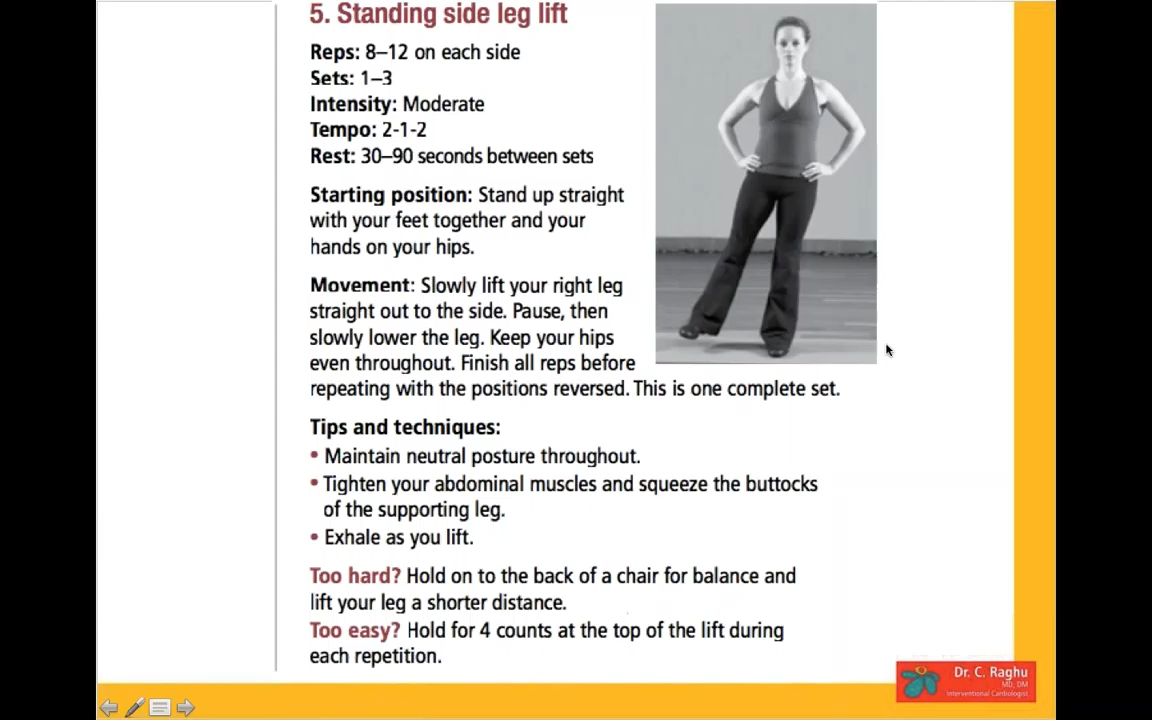 5. Standing side leg lift
Reps: 8–12 on each side
Sets: 1–3
Intensity: Moderate
Tempo: 2-1-2
Rest: 30–90 seconds between sets
Starting position: Stand up straight
with your feet together and your
hands on your hips.
Movement: Slowly lift your right leg
straight out to the side. Pause, then
slowly lower the leg. Keep your hips
even throughout. Finish all reps before
repeating with the positions reversed. This is one complete set.
Tips and techniques:
• Maintain neutral posture throughout.
• Tighten your abdominal muscles and squeeze the buttocks
of the supporting leg.
• Exhale as you lift.
Too hard? Hold on to the back of a chair for balance and
lift your leg a shorter distance.
Too easy? Hold for 4 counts at the top of the lift during
each repetition.
Dr. C. Raghu
MD, DM
Interventional Cardiologist